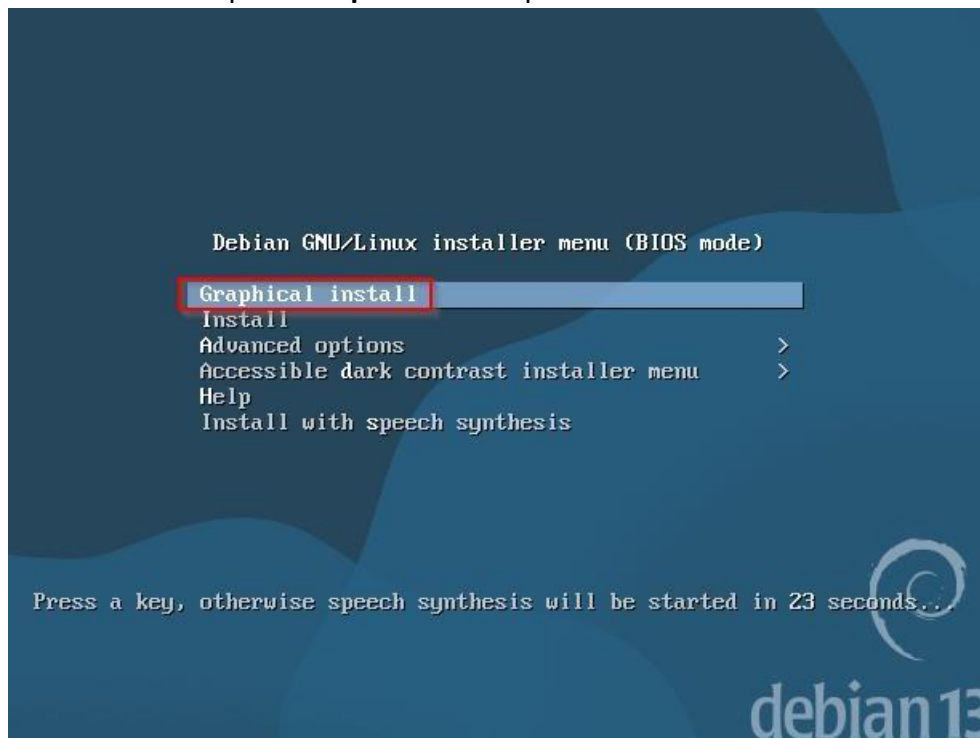 Debian GNU/Linux installer menu (BIOS mode)
Graphical install
Install
Advanced options >
Accessible dark contrast installer menu >
Help
Install with speech synthesis
Press a key, otherwise speech synthesis will be started in 23 seconds...
debian 13